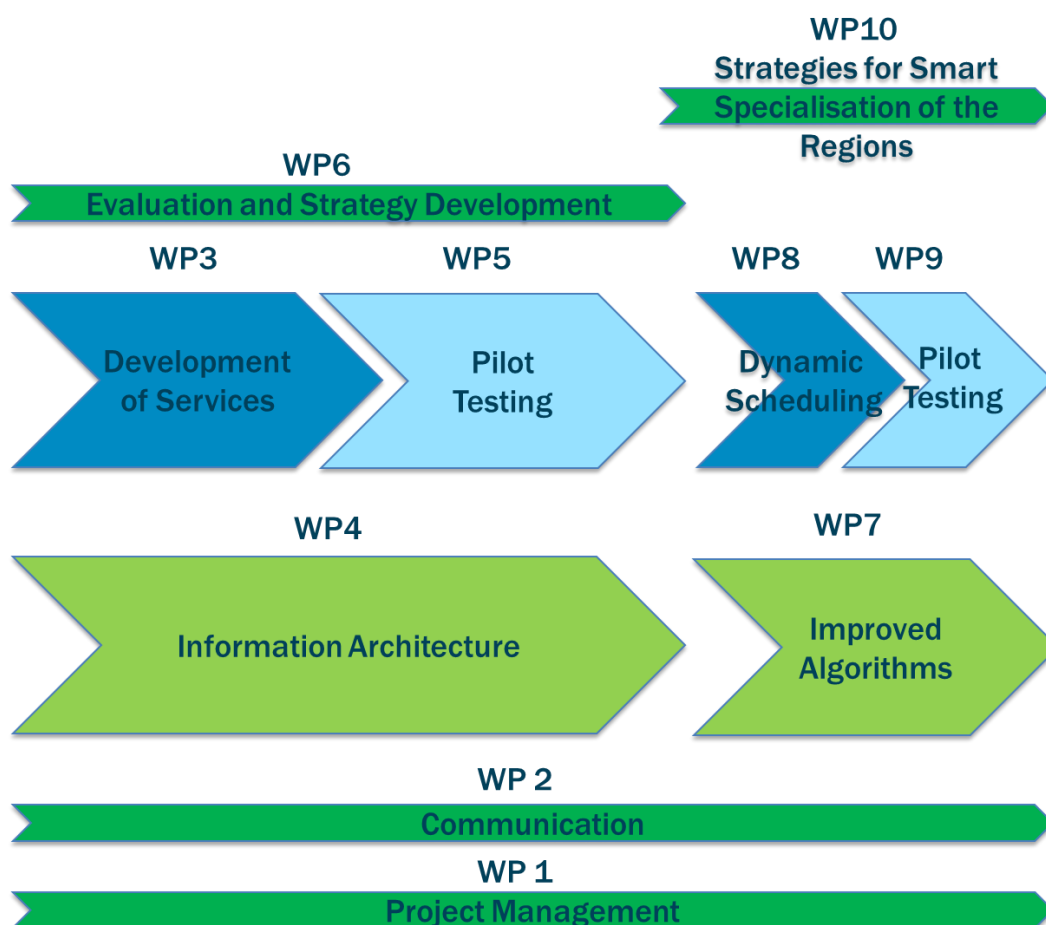 WP10
Strategies for Smart
Specialisation of the
Regions
WP6
Evaluation and Strategy Development
WP3
WP5
WP8
WP9
Development
of Services
Pilot
Testing
Dynamic
Scheduling
Pilot
Testing
WP4
WP7
Information Architecture
Improved
Algorithms
WP 2
Communication
WP 1
Project Management